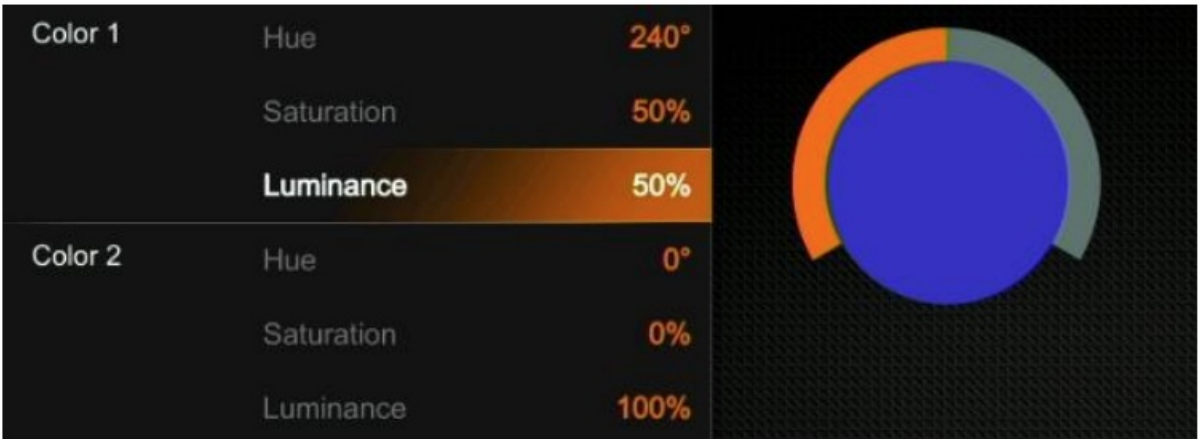 Color 1 Hue 240°
Saturation 50%
Luminance 50%
Color 2 Hue 0°
Saturation 0%
Luminance 100%